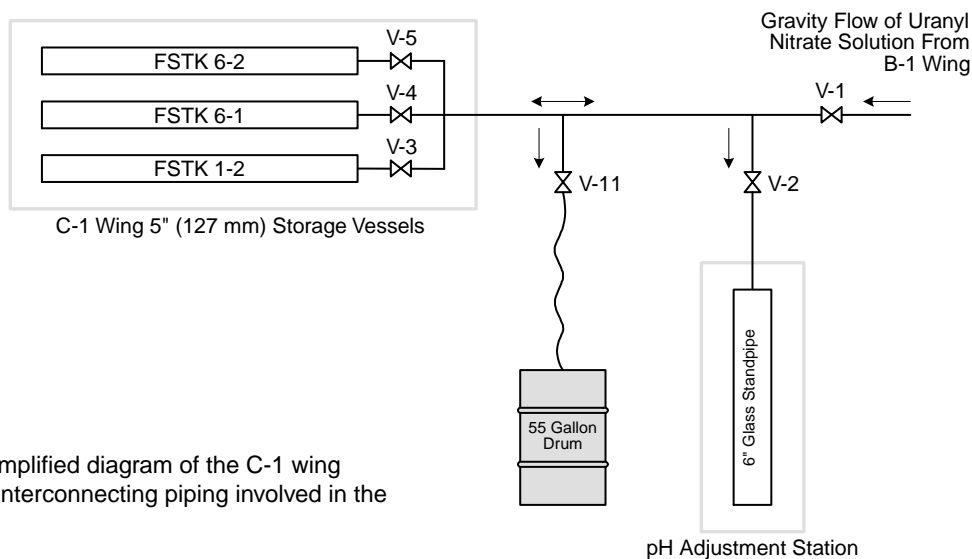 Gravity Flow of Uranyl
Nitrate Solution From
B-1 Wing
V-5
FSTK 6-2
V-4
V-1
FSTK 6-1
V-3
FSTK 1-2
V-11
V-2
C-1 Wing 5" (127 mm) Storage Vessels
55 Gallon
Drum
6" Glass Standpipe
mplified diagram of the C-1 wing
nterconnecting piping involved in the
pH Adjustment Station